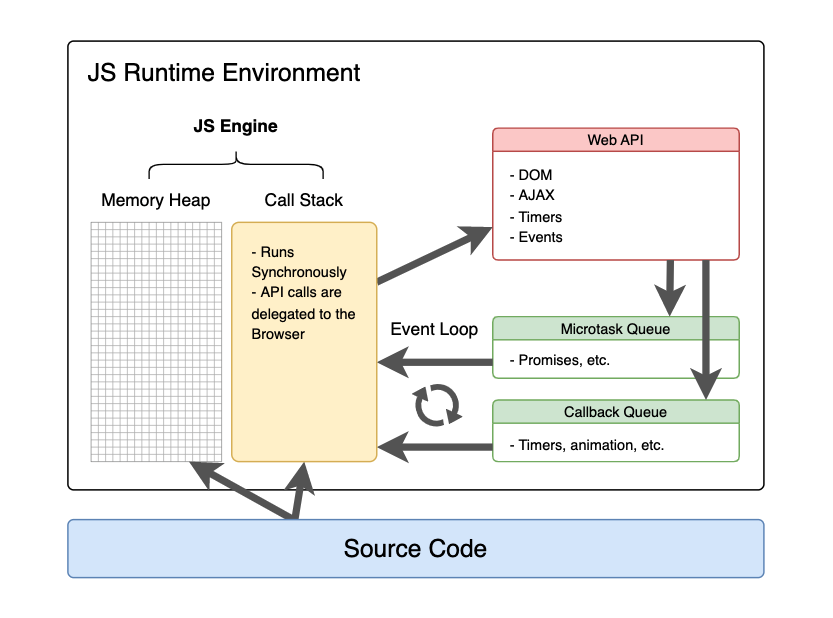 JS Runtime Environment
JS Engine
Memory Heap
Call Stack
- Runs
Synchronously
- API calls are
delegated to the
Browser
Web API
- DOM
- AJAX
- Timers
- Events
Event Loop
Microtask Queue
- Promises, etc.
Callback Queue
- Timers, animation, etc.
Source Code